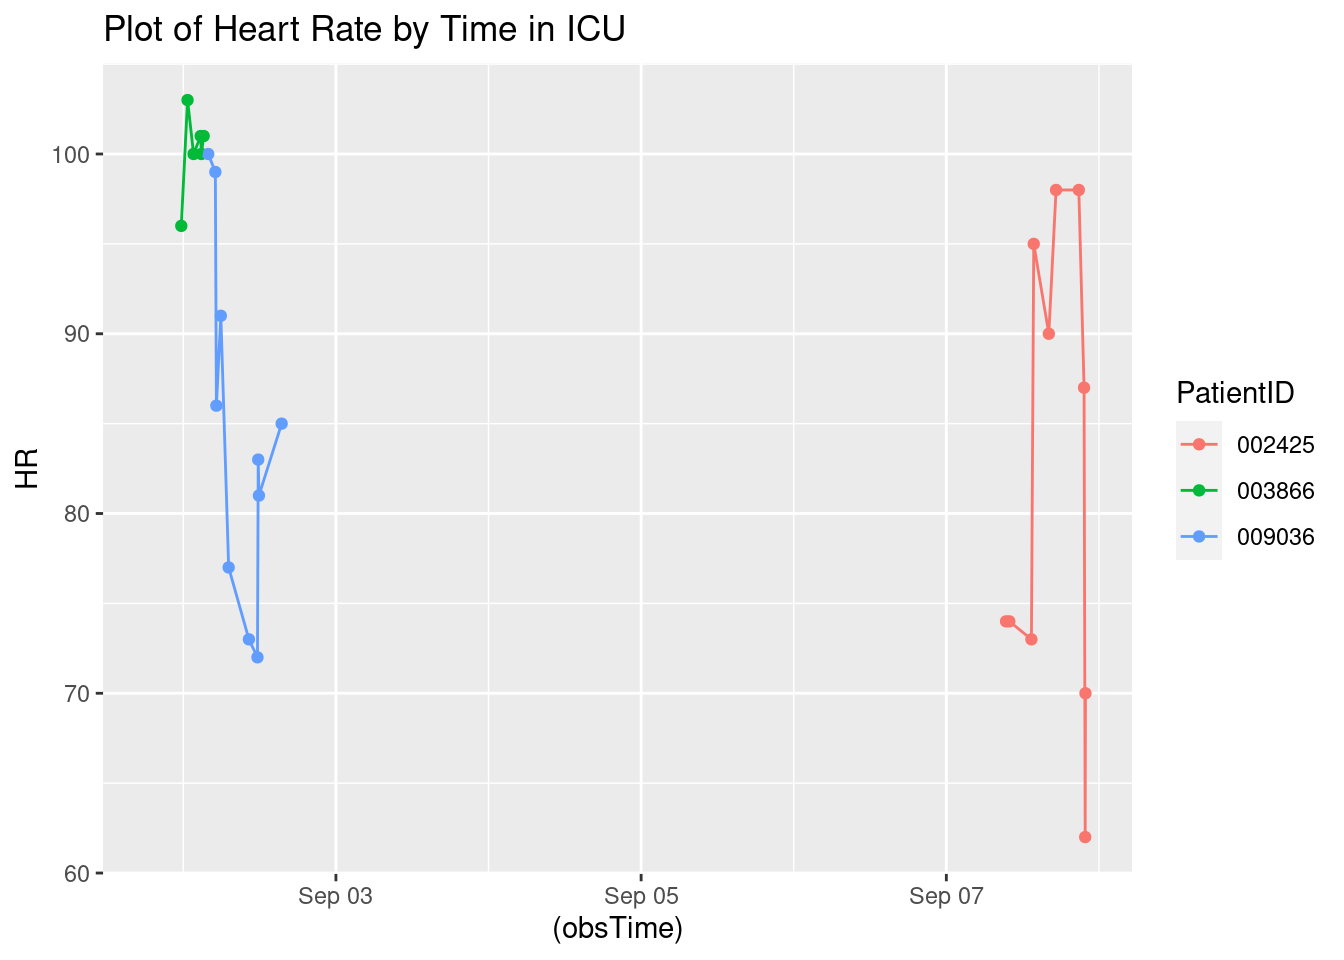 Plot of Heart Rate by Time in ICU
HR
100
90
80
70
60
Sep 03
Sep 05
Sep 07
(obsTime)
PatientID
002425
003866
009036